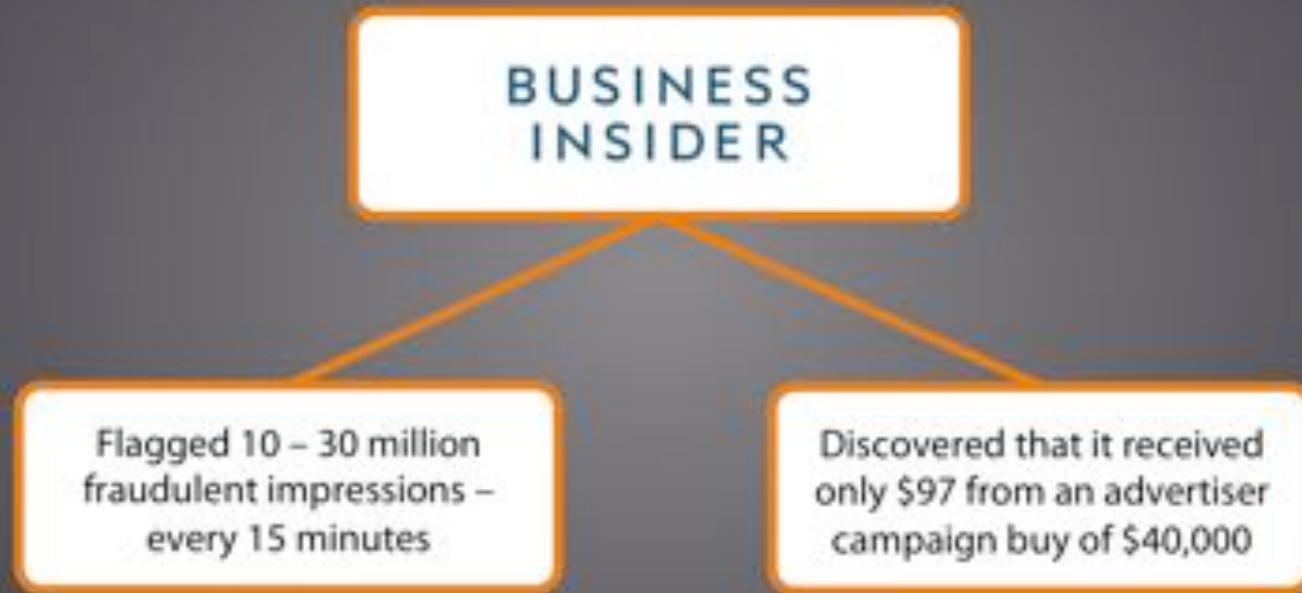 BUSINESS
INSIDER
Flagged 10 – 30 million
fraudulent impressions –
every 15 minutes
Discovered that it received
only $97 from an advertiser
campaign buy of $40,000